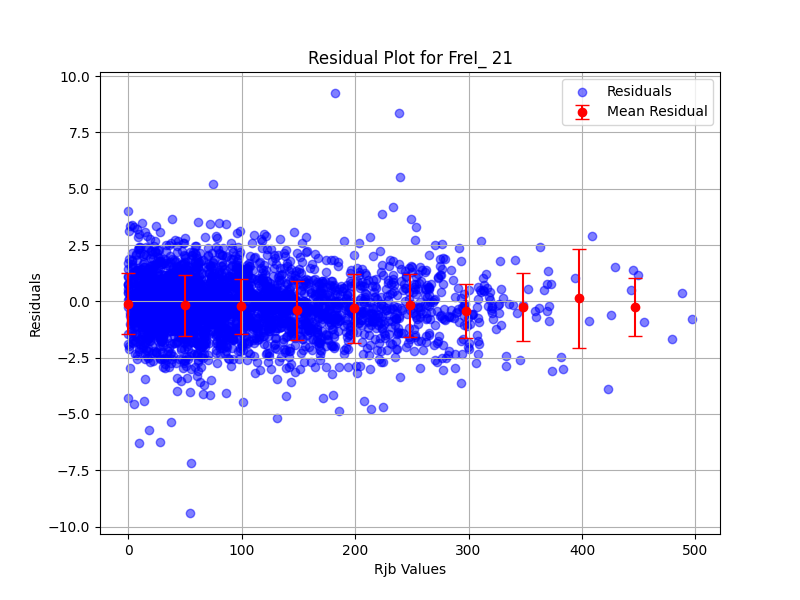 Residual Plot for FreI_ 21
Residuals
Mean Residual
10.0
7.5
5.0
2.5
0.0
−2.5
−5.0
−7.5
−10.0
Residuals
0 100 200 300 400 500
Rjb Values